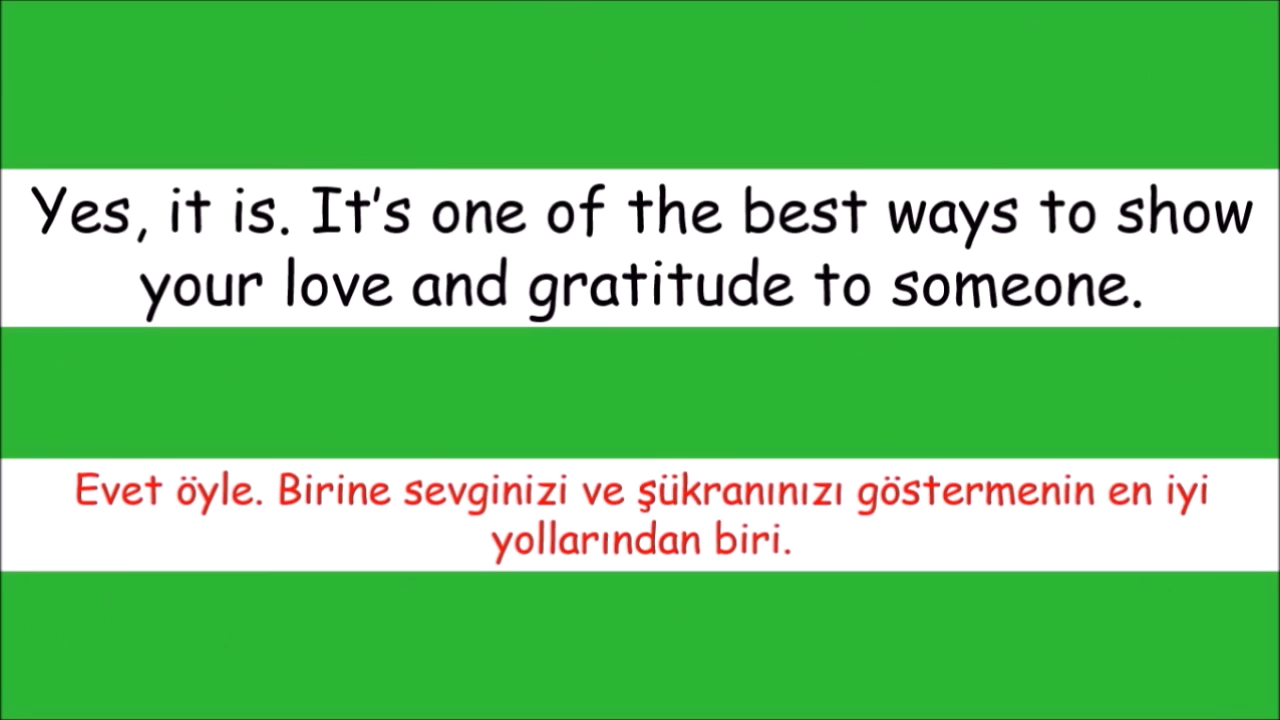 Yes, it is. It’s one of the best ways to show
your love and gratitude to someone.
Evet öyle. Birine sevginizi ve şükranınızı göstermenin en iyi
yollarından biri.